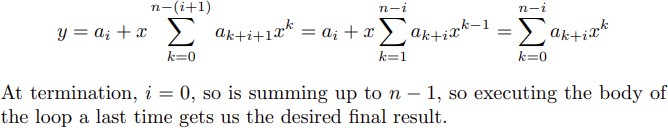 y = a_i + x \sum_{k=0}^{n-(i+1)} a_{k+i+1}x^k = a_i + x \sum_{k=1}^{n-i} a_{k+i}x^{k-1} = \sum_{k=0}^{n-i} a_{k+i}x^k
At termination, i = 0, so is summing up to n − 1, so executing the body of
the loop a last time gets us the desired final result.